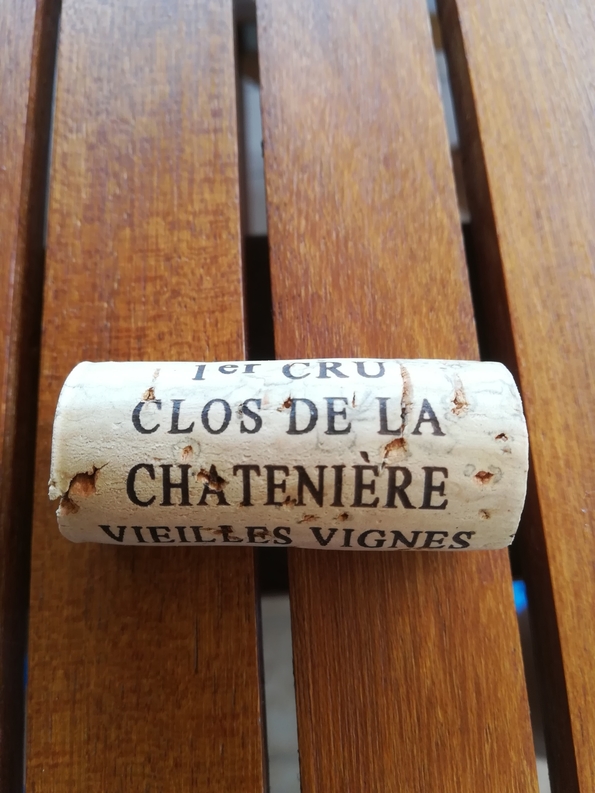 1er CRU
CLOS DE LA
CHATENIÈRE
VIEILLES VIGNES